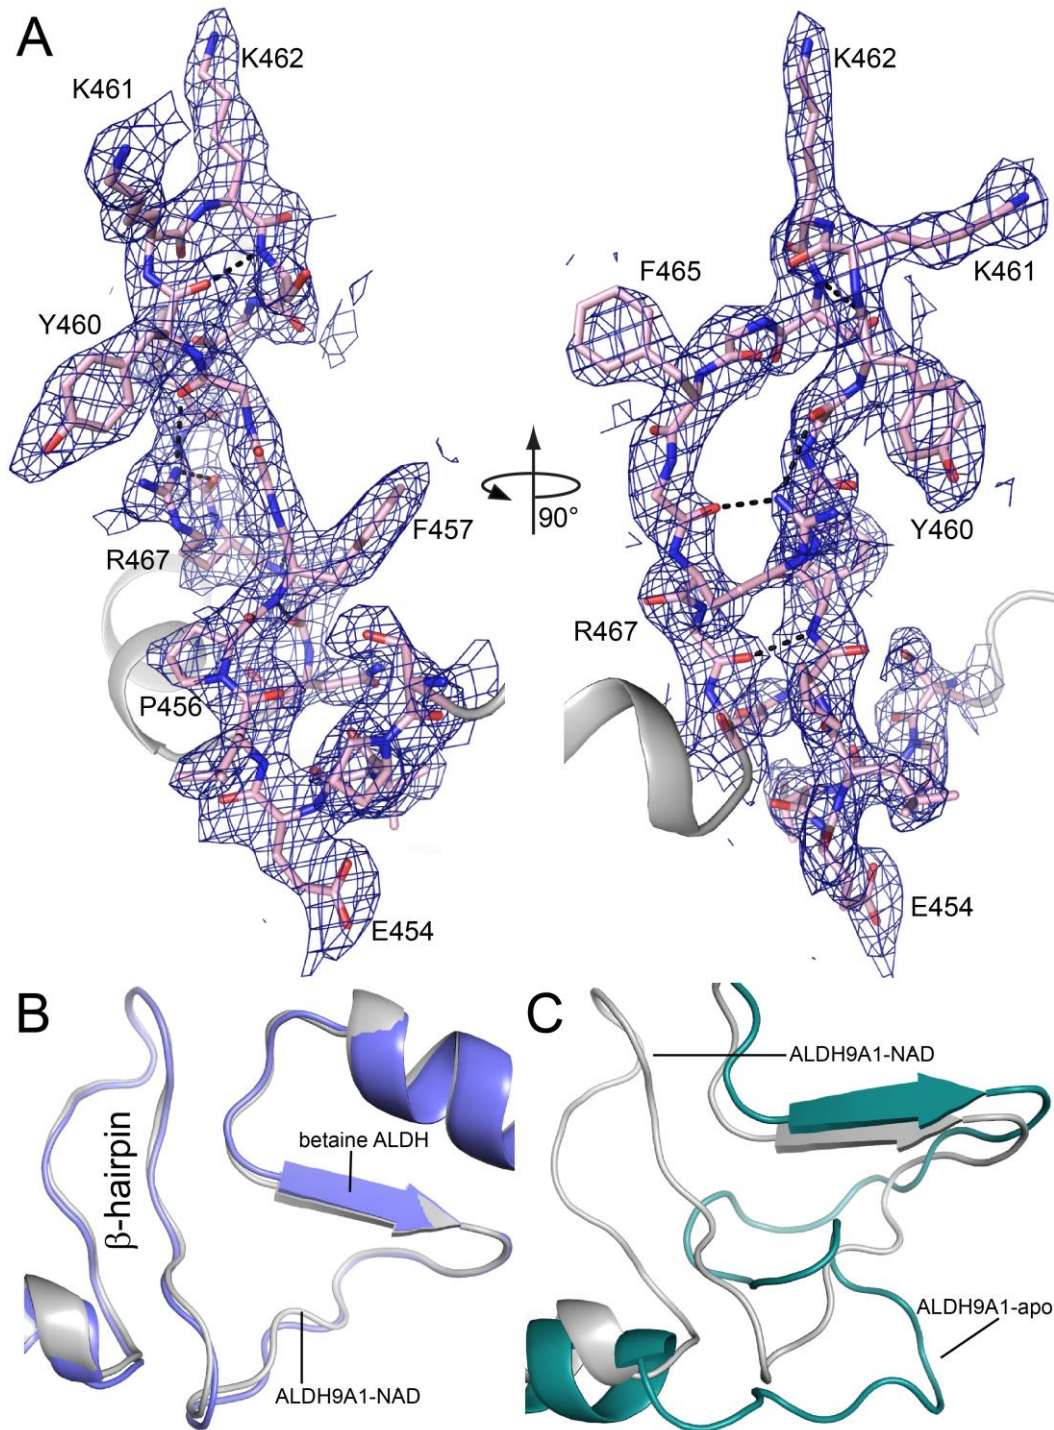 A
K462
K461
Y460
F457
R467
P456
E454
90°
K462
F465
K461
Y460
R467
E454
B
β-hairpin
betaine ALDH
ALDH9A1-NAD
C
ALDH9A1-NAD
ALDH9A1-apo